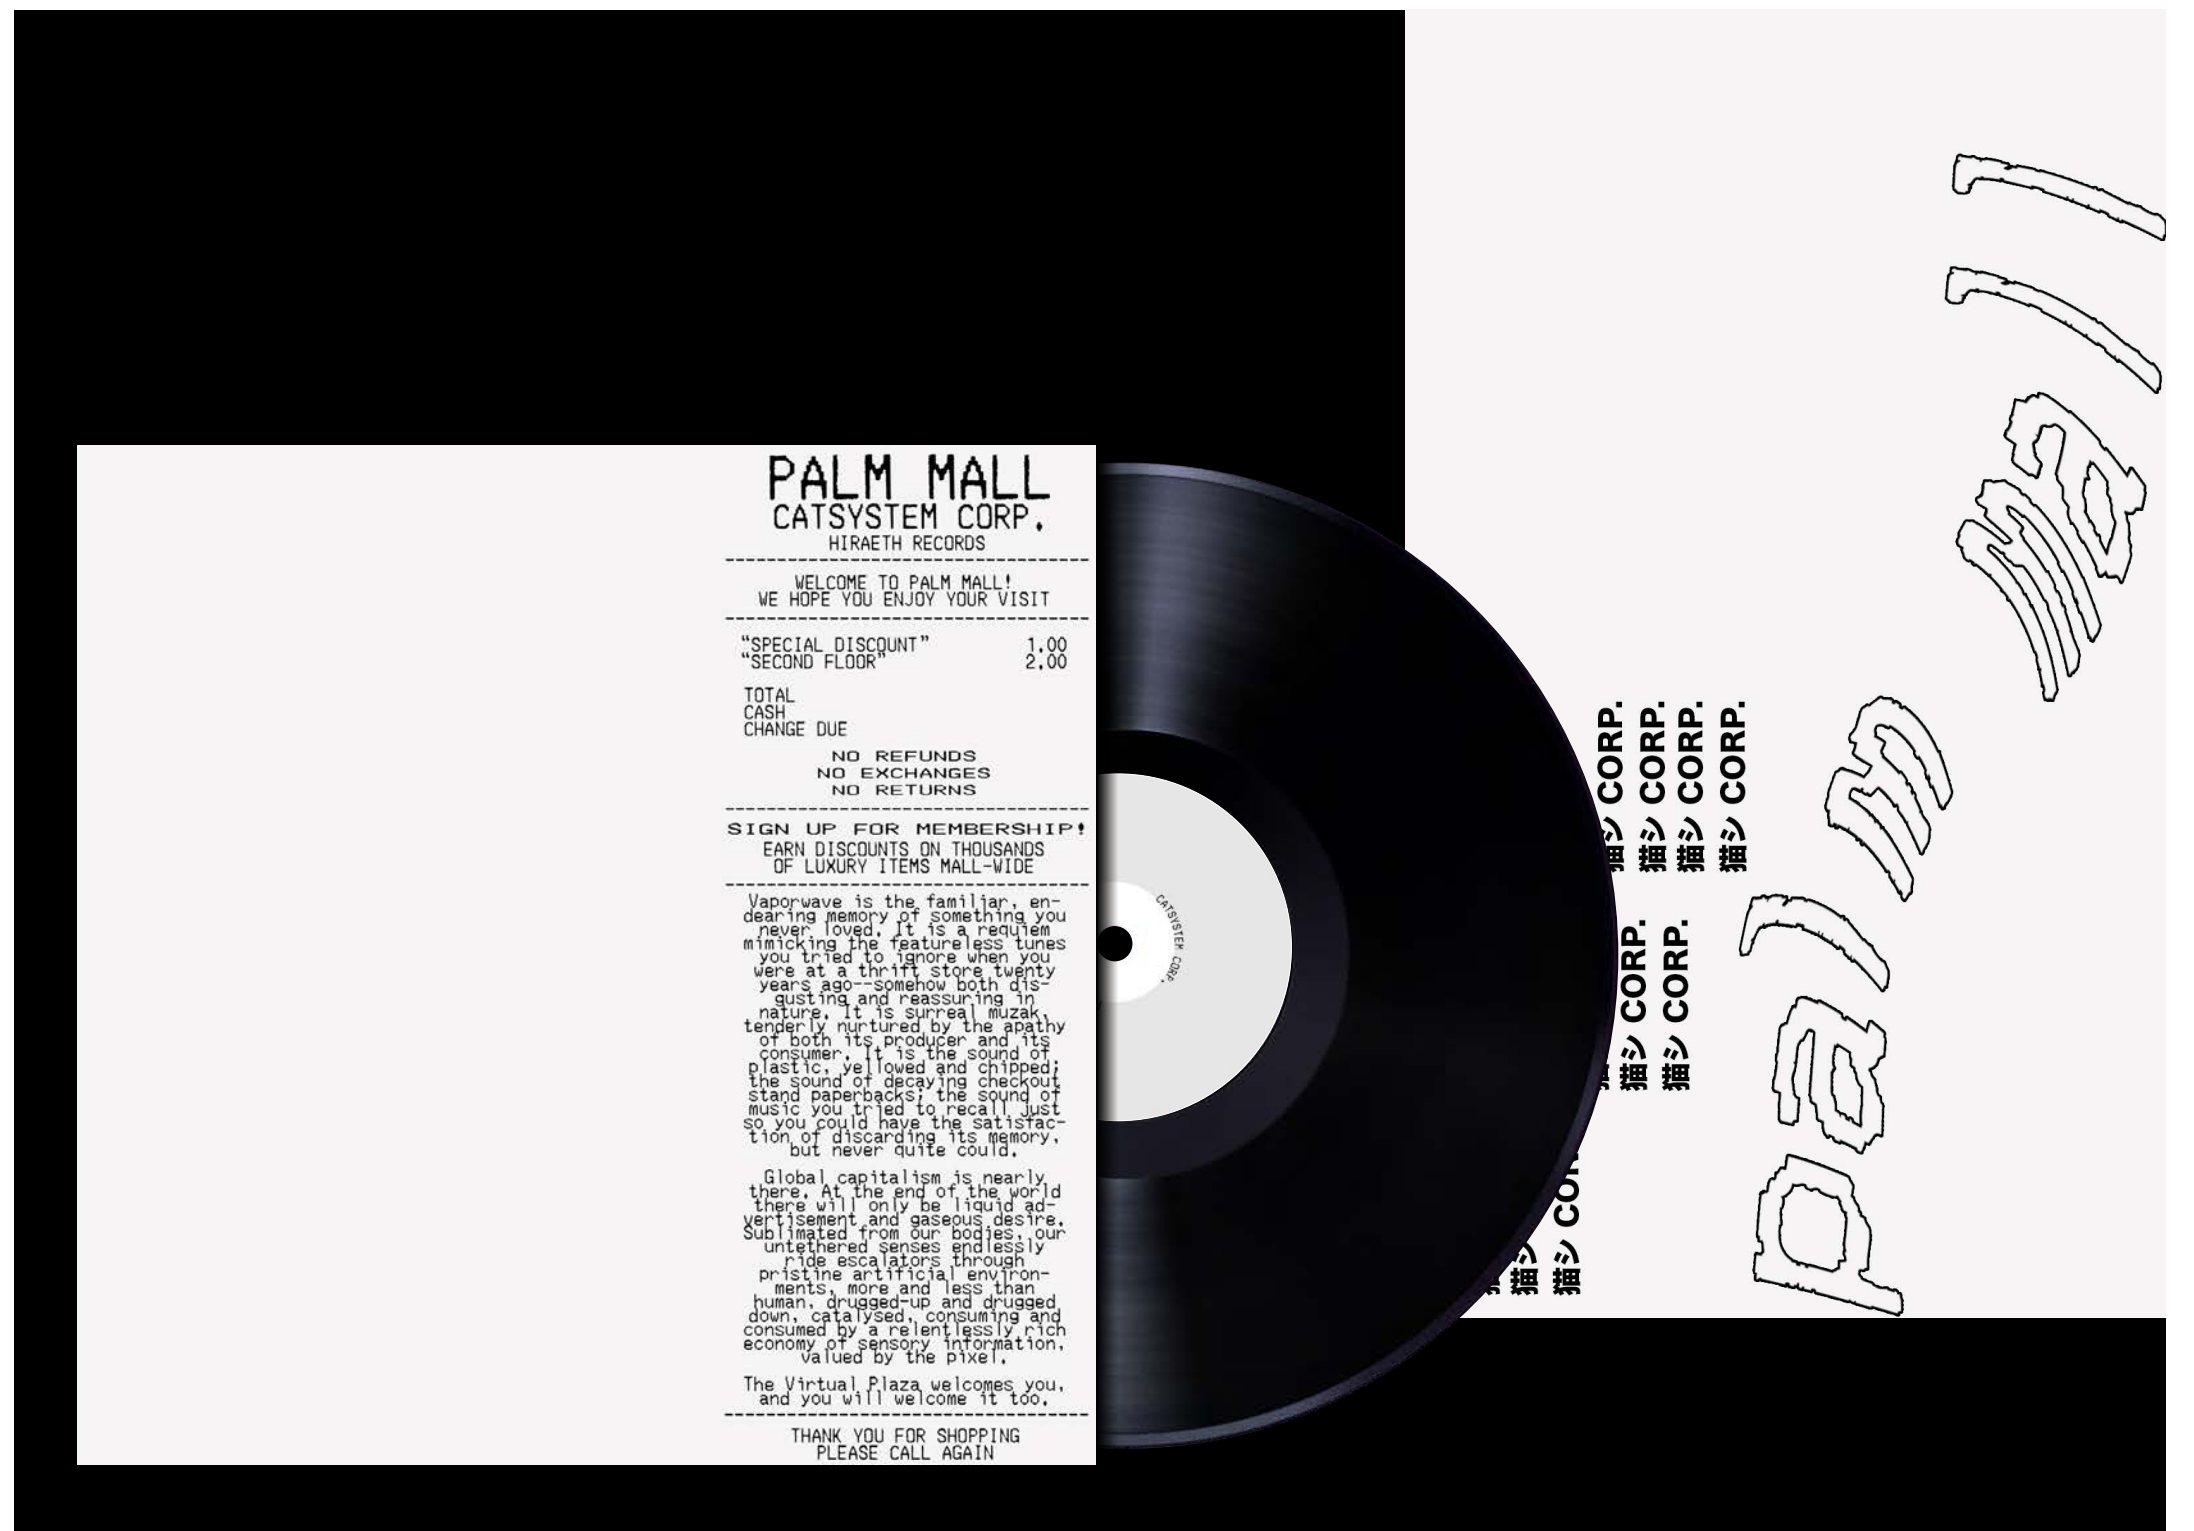 PALM MALL
CATSYSTEM CORP.
HIRAETH RECORDS
WELCOME TO PALM MALL!
WE HOPE YOU ENJOY YOUR VISIT
"SPECIAL DISCOUNT" 1.00
"SECOND FLOOR" 2.00
TOTAL
CASH
CHANGE DUE
NO REFUNDS
NO EXCHANGES
NO RETURNS
SIGN UP FOR MEMBERSHIP!
EARN DISCOUNTS ON THOUSANDS
OF LUXURY ITEMS MALL-WIDE
Vaporwave is the familiar, en-
dearing memory of something you
never loved. It is a requiem
mimicking the featureless tunes
you tried to ignore when you
were at a thrift store twenty
years ago--somehow both dis-
gusting and reassuring in
nature. It is surreal muzak,
tenderly nurtured by the apathy
of both its producer and its
consumer. It is the sound of
plastic, yellowed and chipped;
the sound of decaying checkout
stand paperbacks; the sound of
music you tried to recall just
so you could have the satisfac-
tion of discarding its memory,
but never quite could.
Global capitalism is nearly
there. At the end of the world
there will only be liquid ad-
vertisement and gaseous desire.
Sublimated from our bodies, our
untethered senses endlessly
ride escalators through
pristine artificial environ-
ments, more and less than
human, drugged-up and drugged
down, catalysed, consuming and
consumed by a relentlessly rich
economy of sensory information,
valued by the pixel.
The Virtual Plaza welcomes you,
and you will welcome it too.
THANK YOU FOR SHOPPING
PLEASE CALL AGAIN
CATSYSTEM CORP.
猫シ CORP.
猫シ CORP.
猫シ CORP.
猫シ CORP.
猫シ CORP.
猫シ CORP.
猫シ
猫シ COR
palm mall